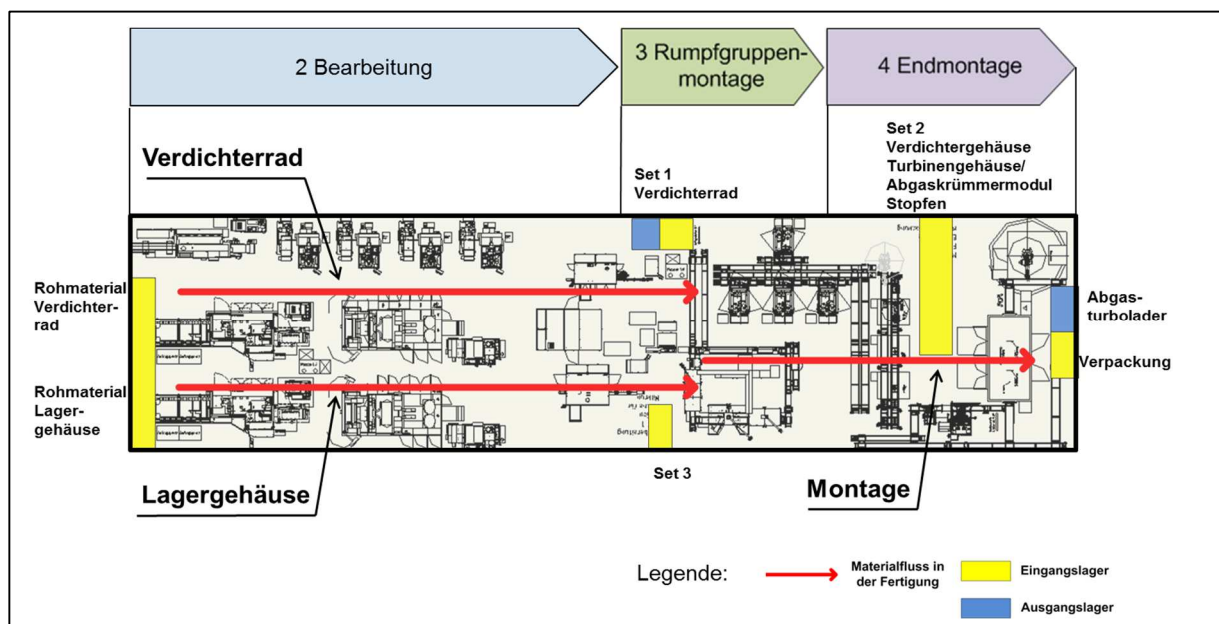 2 Bearbeitung
3 Rumpfgruppen-
montage
4 Endmontage
Verdichterrad
Set 1
Verdichterrad
Set 2
Verdichtergehäuse
Turbinengehäuse/
Abgaskrümmermodul
Stopfen
Rohmaterial
Verdichter-
rad
Rohmaterial
Lager-
gehäuse
Abgas-
turbolader
Verpackung
Lagergehäuse
Set 3
Montage
Legende:
Materialfluss in
der Fertigung
Eingangslager
Ausgangslager